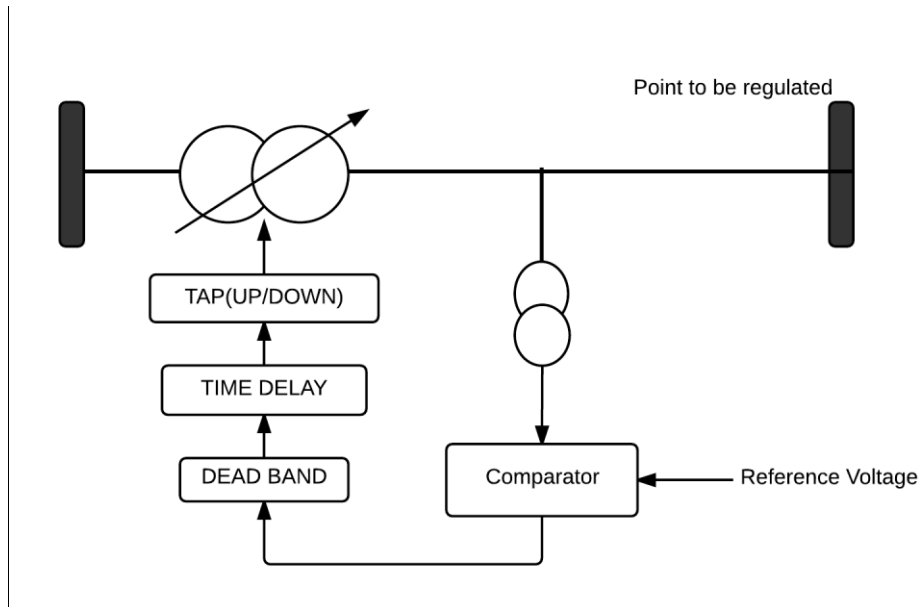 Point to be regulated
TAP(UP/DOWN)
TIME DELAY
DEAD BAND
Comparator
Reference Voltage